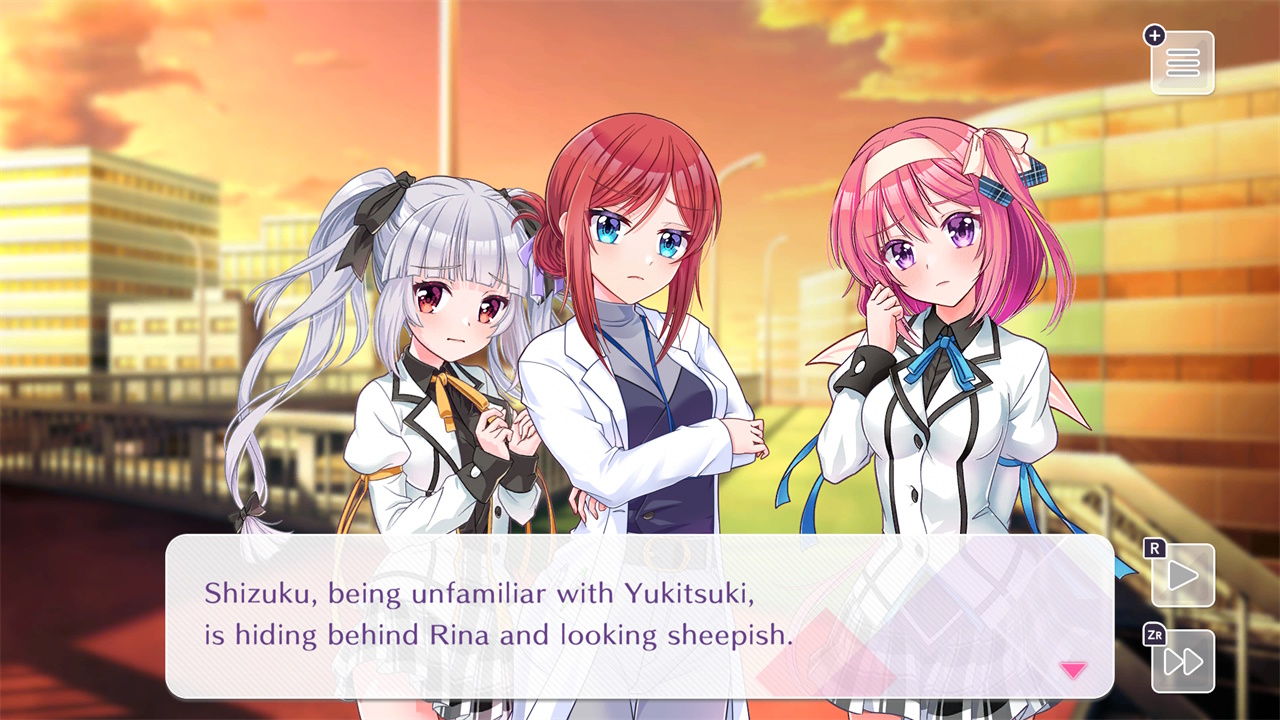 +
Shizuku, being unfamiliar with Yukitsuki,
is hiding behind Rina and looking sheepish.
R
ZR